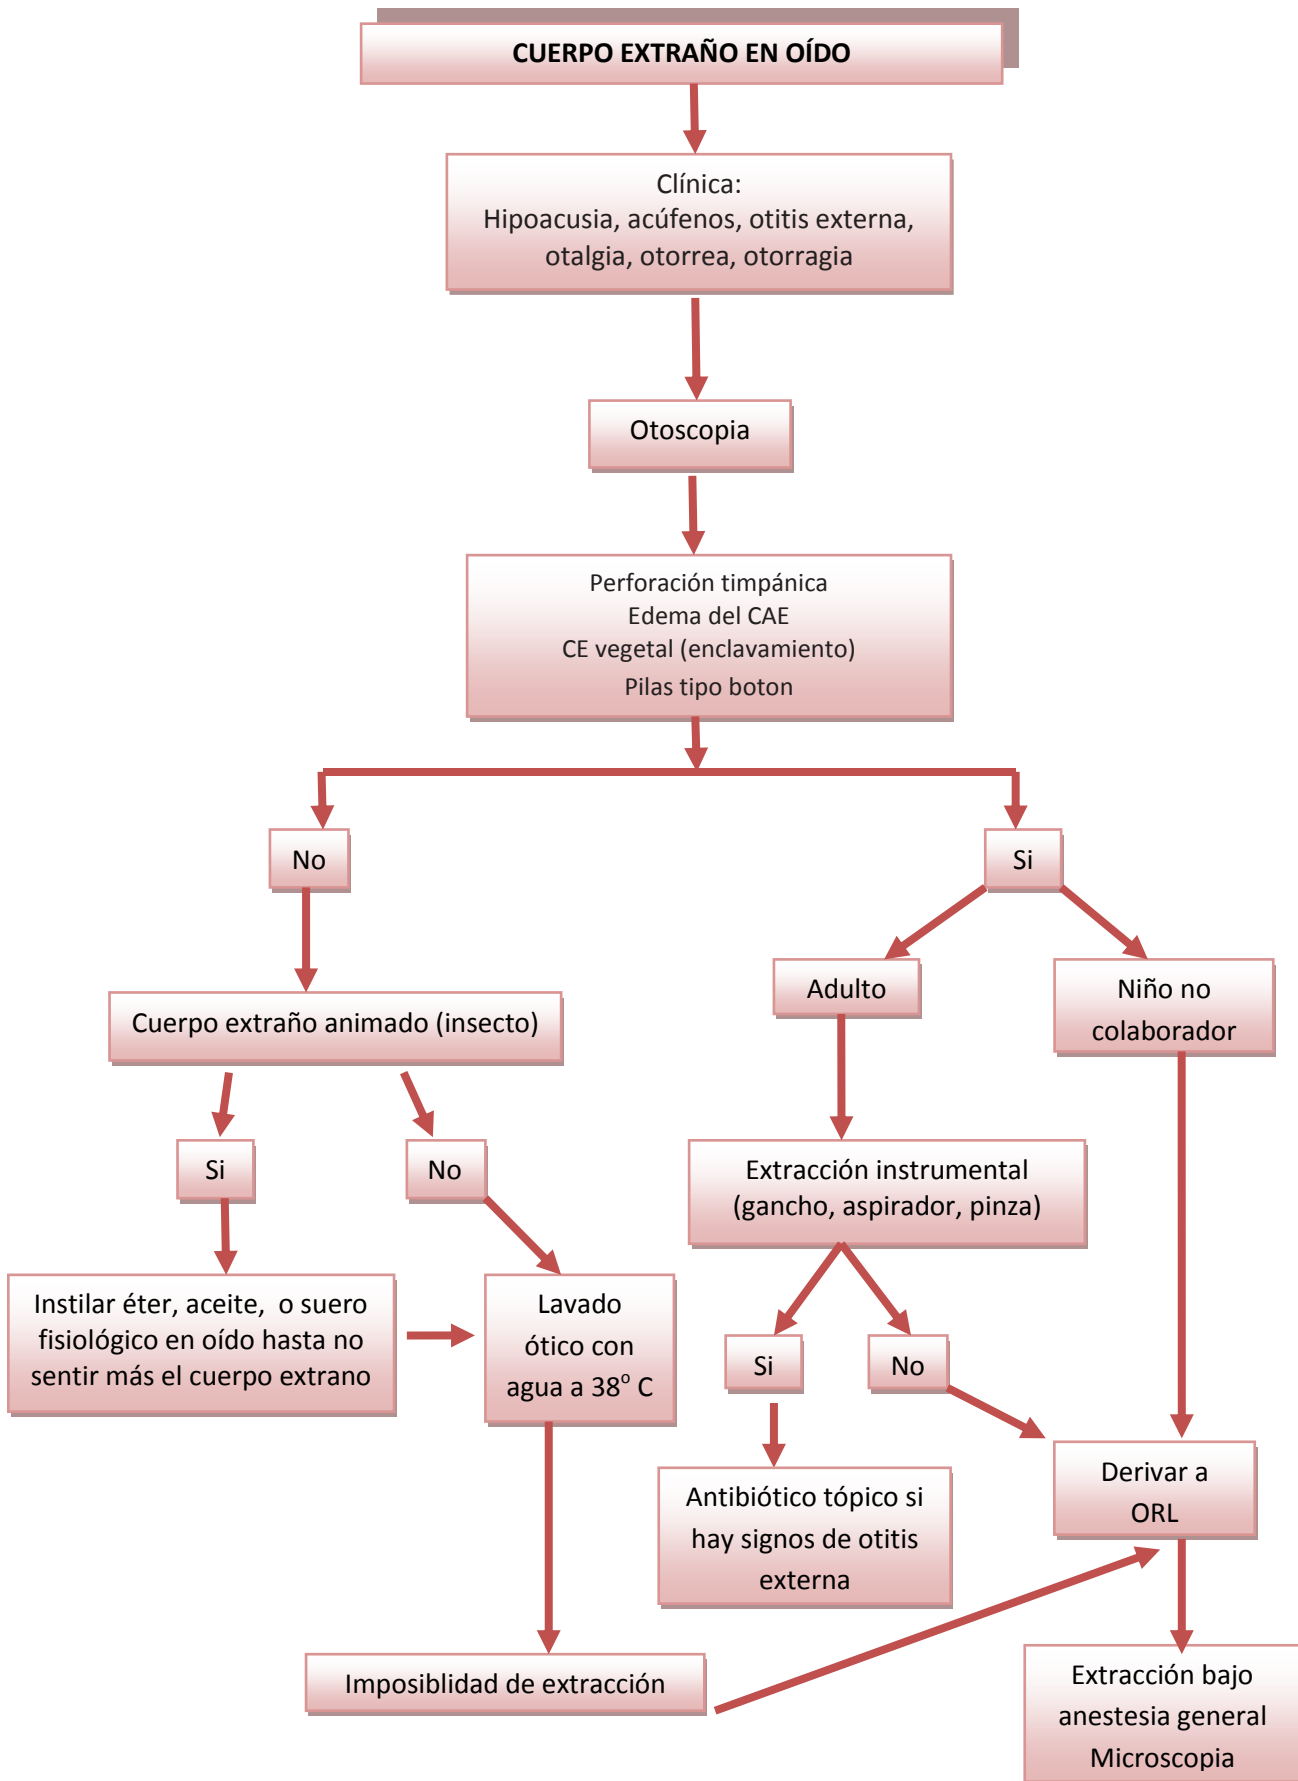 CUERPO EXTRAÑO EN OÍDO
Clínica:
Hipoacusia, acúfenos, otitis externa,
otalgia, otorrea, otorragia
Otoscopia
Perforación timpánica
Edema del CAE
CE vegetal (enclavamiento)
Pilas tipo boton
No
Si
Cuerpo extraño animado (insecto)
Adulto
Niño no
colaborador
Si
No
Extracción instrumental
(gancho, aspirador, pinza)
Instilar éter, aceite, o suero
fisiológico en oído hasta no
sentir más el cuerpo extrano
Lavado
ótico con
agua a 38° C
Si
No
Antibiótico tópico si
hay signos de otitis
externa
Derivar a
ORL
Imposiblidad de extracción
Extracción bajo
anestesia general
Microscopia